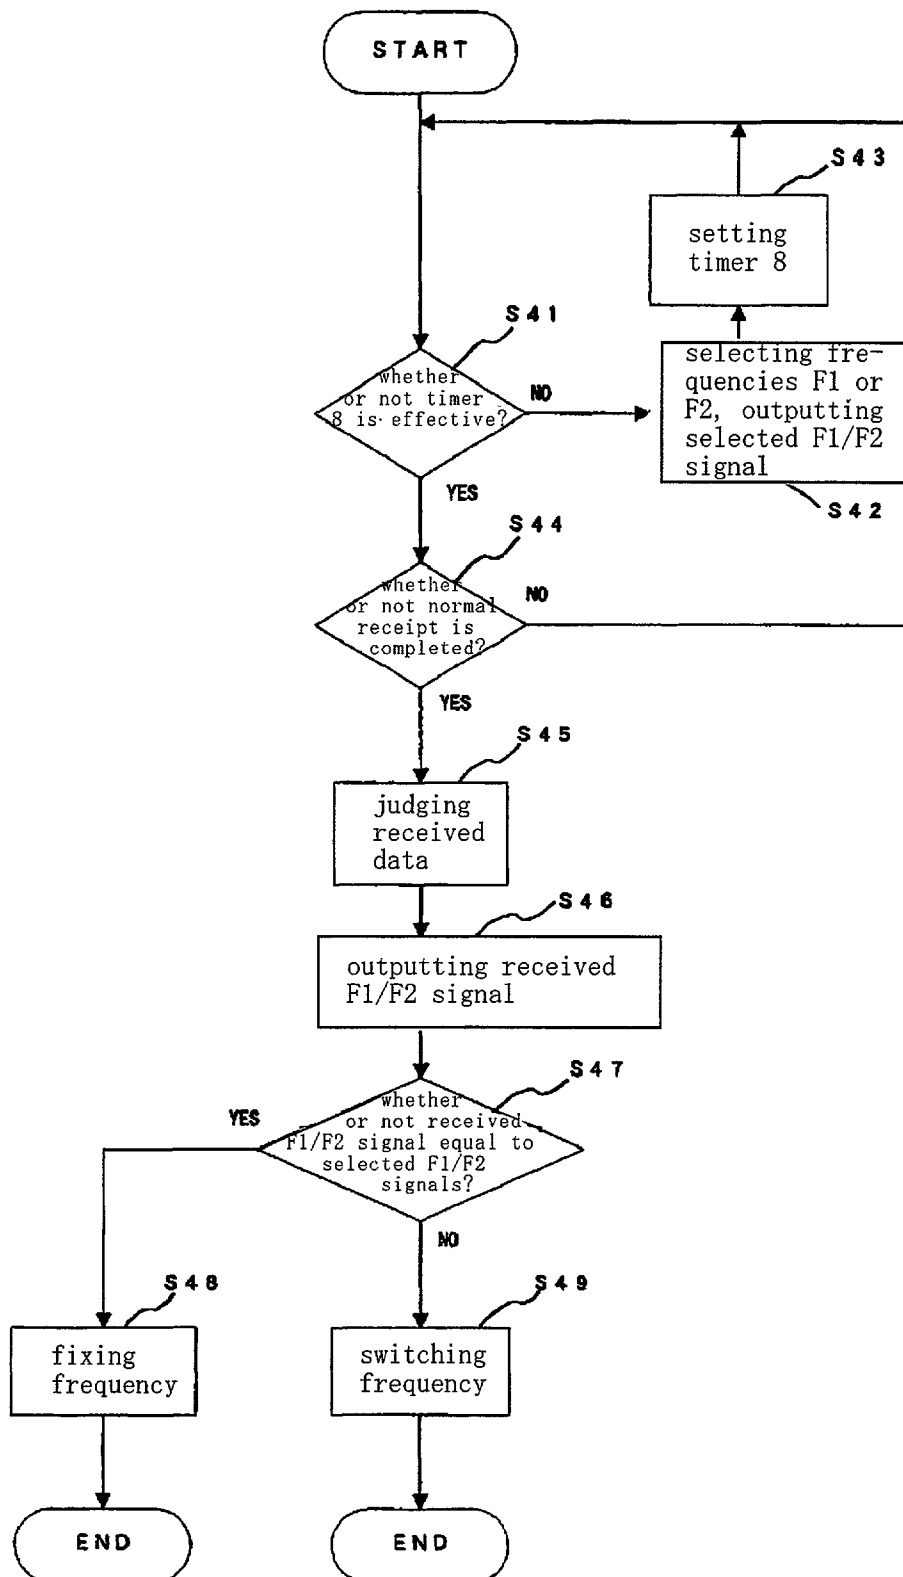 START
S43
setting
timer 8
S41
whether
or not timer
8 is effective?
NO
selecting fre-
quencies F1 or
F2, outputting
selected F1/F2
signal
YES
S42
S44
whether
or not normal
receipt is
completed?
NO
YES
S45
judging
received
data
S46
outputting received
F1/F2 signal
S47
whether
or not received
F1/F2 signal equal to
selected F1/F2
signals?
YES
NO
S48
S49
fixing
frequency
switching
frequency
END
END